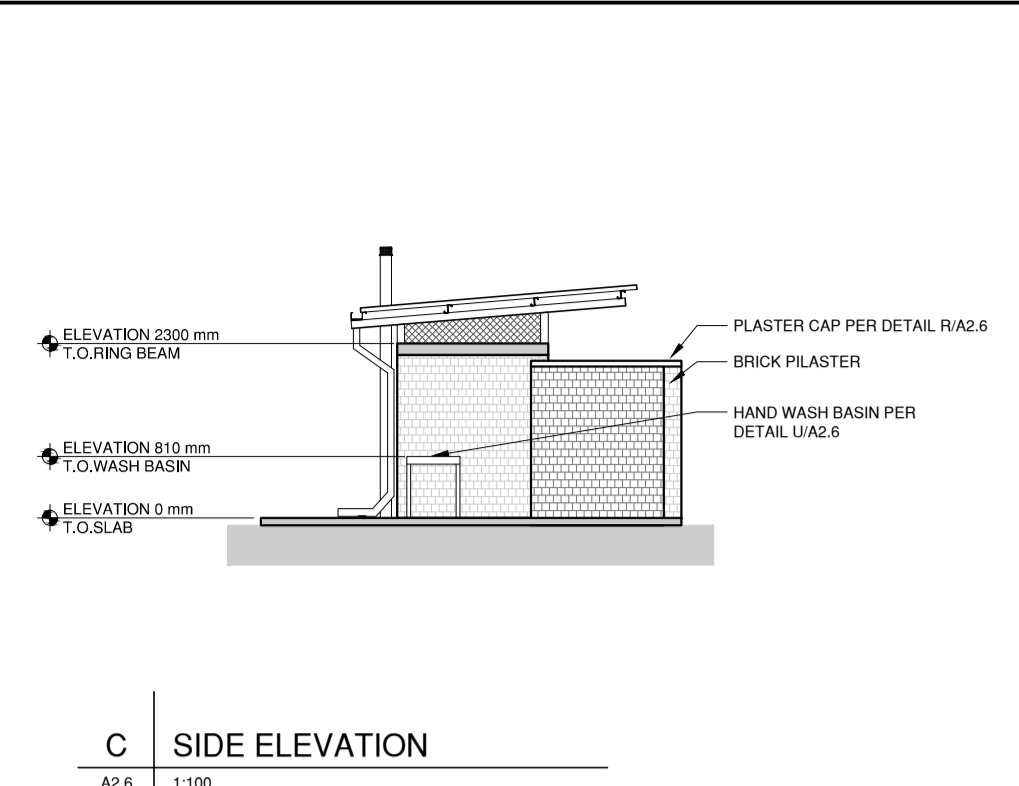 ELEVATION 2300 mm
T.O.RING BEAM
PLASTER CAP PER DETAIL R/A2.6
BRICK PILASTER
HAND WASH BASIN PER
DETAIL U/A2.6
ELEVATION 810 mm
T.O.WASH BASIN
ELEVATION 0 mm
T.O.SLAB
C SIDE ELEVATION
A2.6 1:100